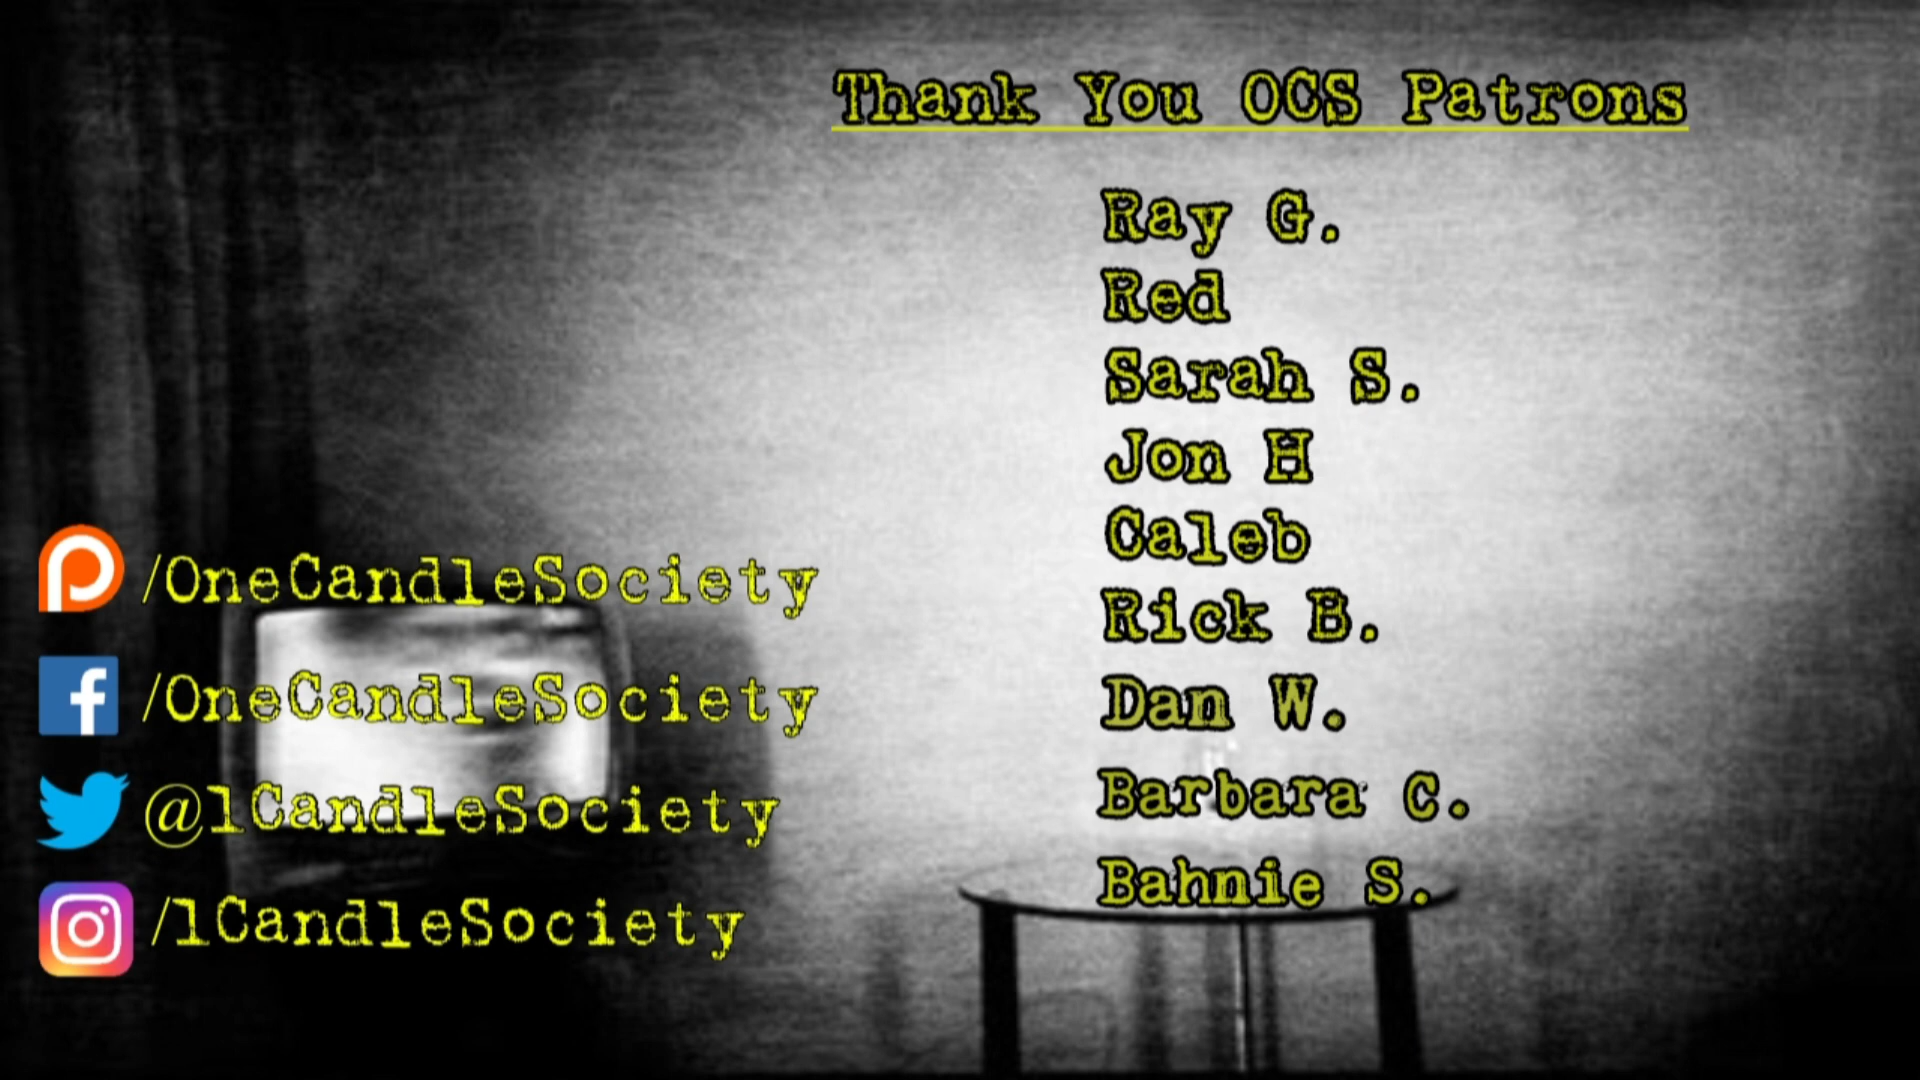 Thank You OCS Patrons
Ray G.
Red
Sarah S.
Jon H
Caleb
Rick B.
Dan W.
Barbara C.
Bahnie S.
/OneCandleSociety
/OneCandleSociety
@1CandleSociety
/1CandleSociety